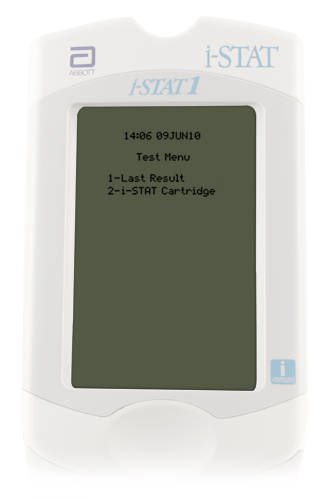 i-STAT
ABBOTT
i-STAT 1
14:06 09JUN10
Test Menu
1-Last Result
2-i-STAT Cartridge
i